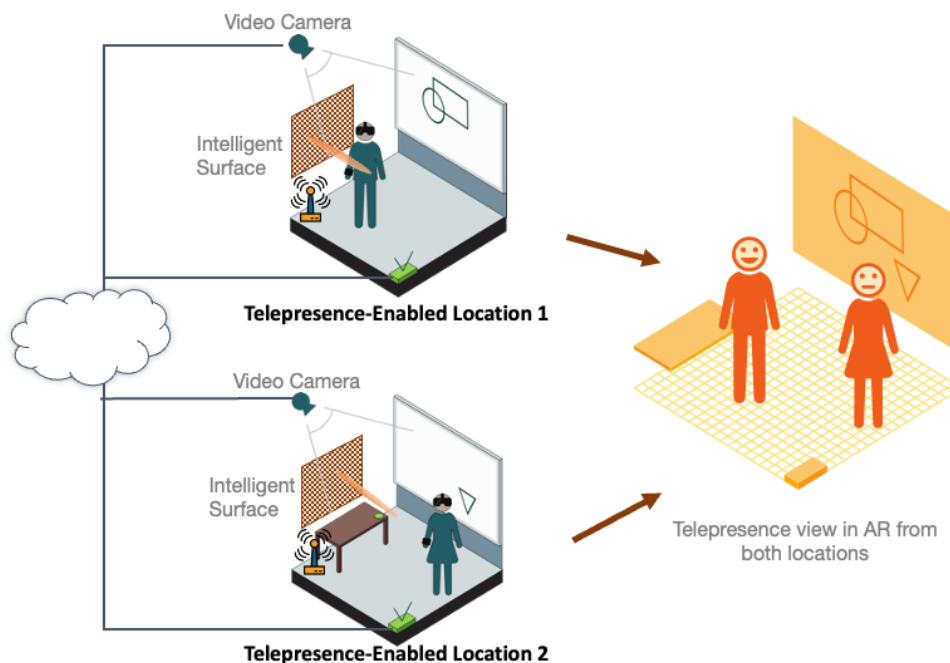 Video Camera
Intelligent
Surface
Telepresence-Enabled Location 1
Video Camera
Intelligent
Surface
Telepresence-Enabled Location 2
Telepresence view in AR from
both locations